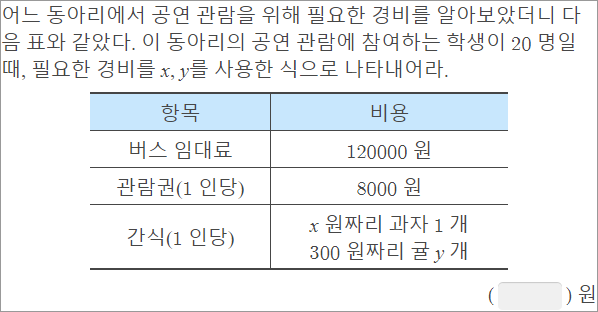 어느 동아리에서 공연 관람을 위해 필요한 경비를 알아보았더니 다
음 표와 같았다. 이 동아리의 공연 관람에 참여하는 학생이 20 명일
때, 필요한 경비를 x, y를 사용한 식으로 나타내어라.
항목 비용
버스 임대료 120000 원
관람권(1 인당) 8000 원
간식(1 인당) x 원짜리 과자 1 개
300 원짜리 귤 y 개
( ) 원